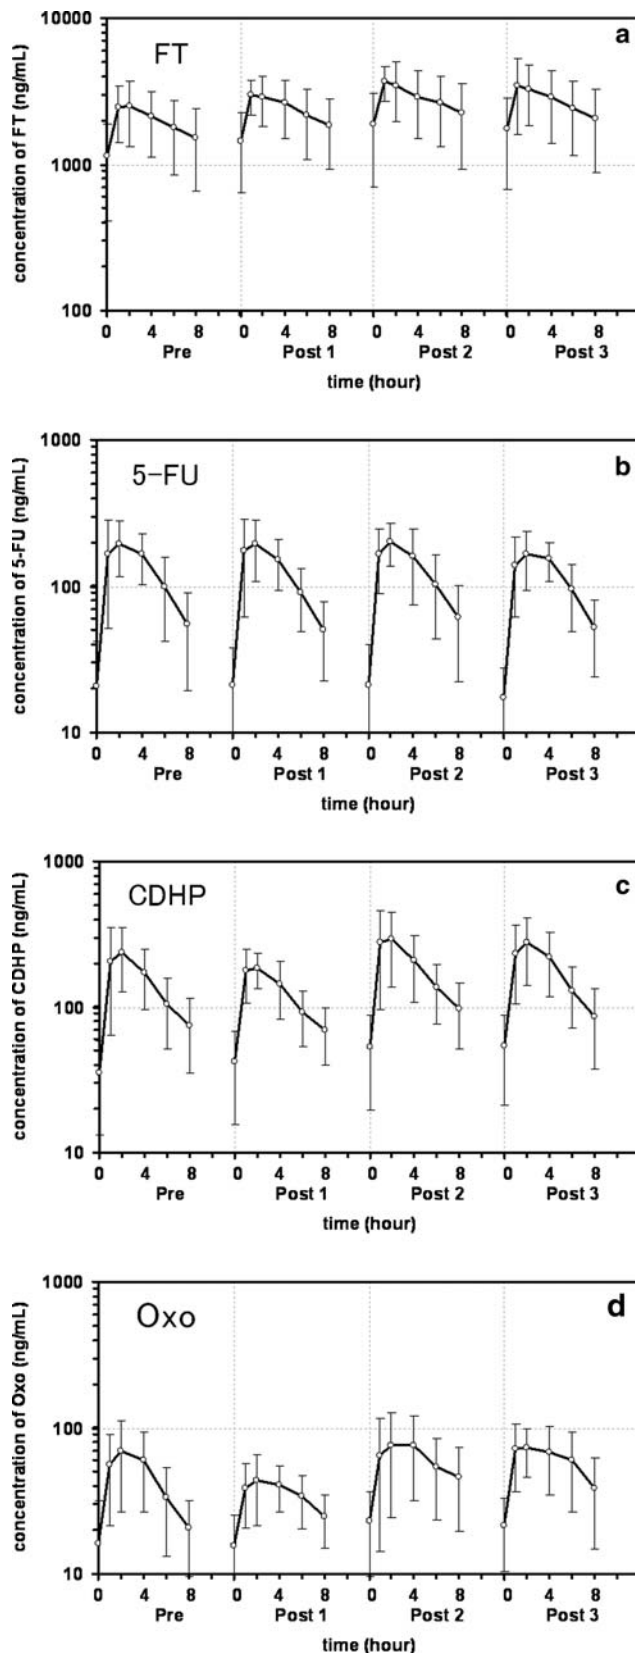 a
FT
10000
1000
100
concentration of FT (ng/mL)
0 4 8 0 4 8 0 4 8 0 4 8
Pre Post 1 Post 2 Post 3
time (hour)
b
5-FU
1000
100
10
concentration of 5-FU (ng/mL)
0 4 8 0 4 8 0 4 8 0 4 8
Pre Post 1 Post 2 Post 3
time (hour)
c
CDHP
1000
100
10
concentration of CDHP (ng/mL)
0 4 8 0 4 8 0 4 8 0 4 8
Pre Post 1 Post 2 Post 3
time (hour)
d
Oxo
1000
100
10
concentration of Oxo (ng/mL)
0 4 8 0 4 8 0 4 8 0 4 8
Pre Post 1 Post 2 Post 3
time (hour)